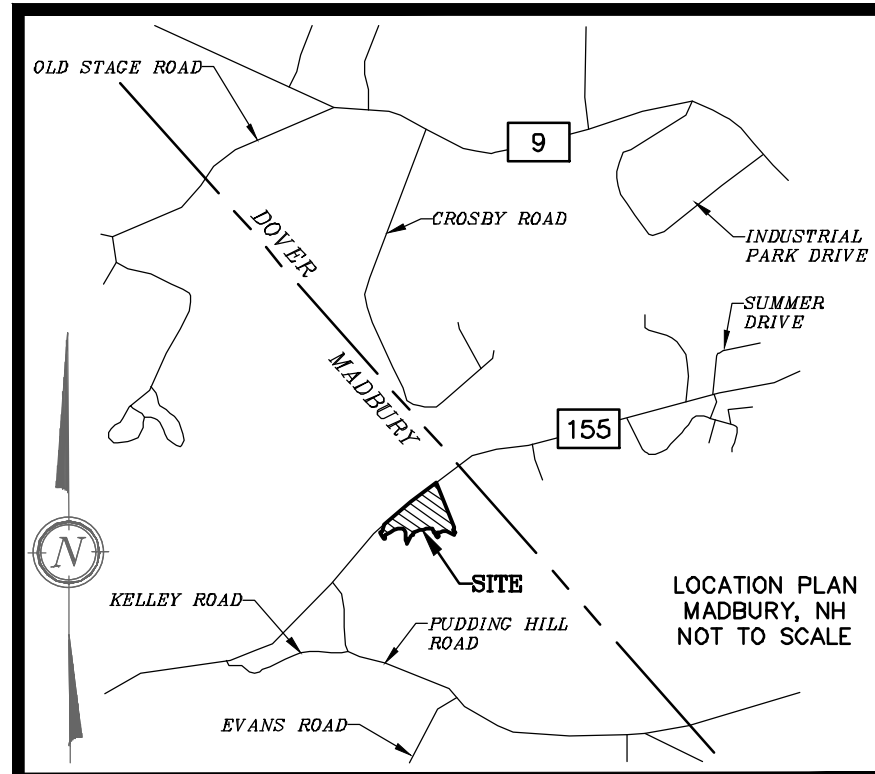 OLD STAGE ROAD
9
DOVER
CROSBY ROAD
INDUSTRIAL
PARK DRIVE
SUMMER
DRIVE
MADBURY
155
N
SITE
KELLEY ROAD
PUDDING HILL
ROAD
EVANS ROAD
LOCATION PLAN
MADBURY, NH
NOT TO SCALE